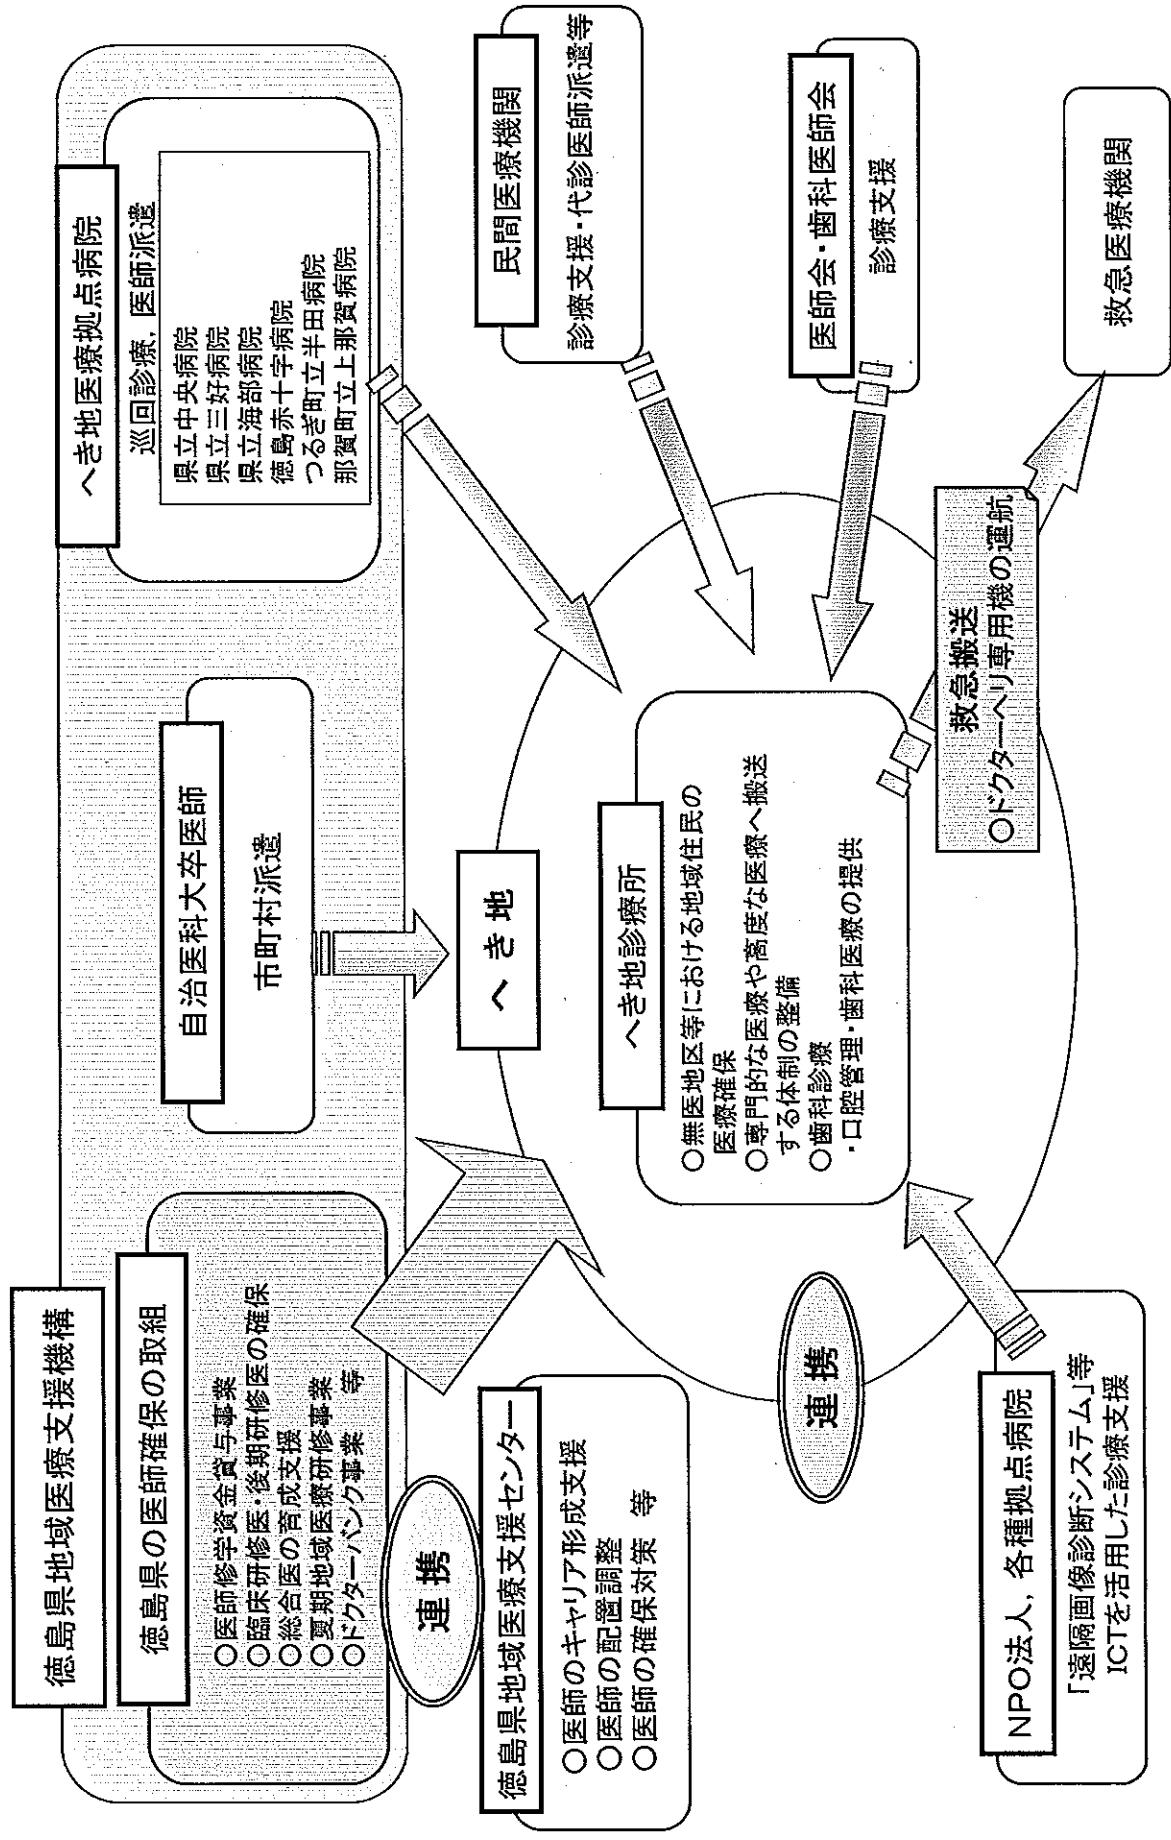 徳島県地域医療支援機構
徳島県の医師確保の取組
○医師修学資金貸与事業
○臨床研修医・後期研修医の確保
○総合医の育成支援
○夏期地域医療研修事業
○ドクターバンク事業 等
自治医科大卒医師
市町村派遣
へき地医療拠点病院
巡回診療，医師派遣
県立中央病院
県立三好病院
県立海部病院
徳島赤十字病院
つるぎ町立半田病院
那賀町立上那賀病院
連携
徳島県地域医療支援センター
○医師のキャリア形成支援
○医師の配置調整
○医師の確保対策 等
へき地
へき地診療所
○無医地区等における地域住民の
医療確保
○専門的な医療や高度な医療へ搬送
する体制の整備
○歯科診療
・口腔管理・歯科医療の提供
民間医療機関
診療支援・代診医師派遣等
医師会・歯科医師会
診療支援
連携
NPO法人，各種拠点病院
「遠隔画像診断システム」等
ICTを活用した診療支援
救急搬送
○ドクターヘリ専用機の運航
救急医療機関